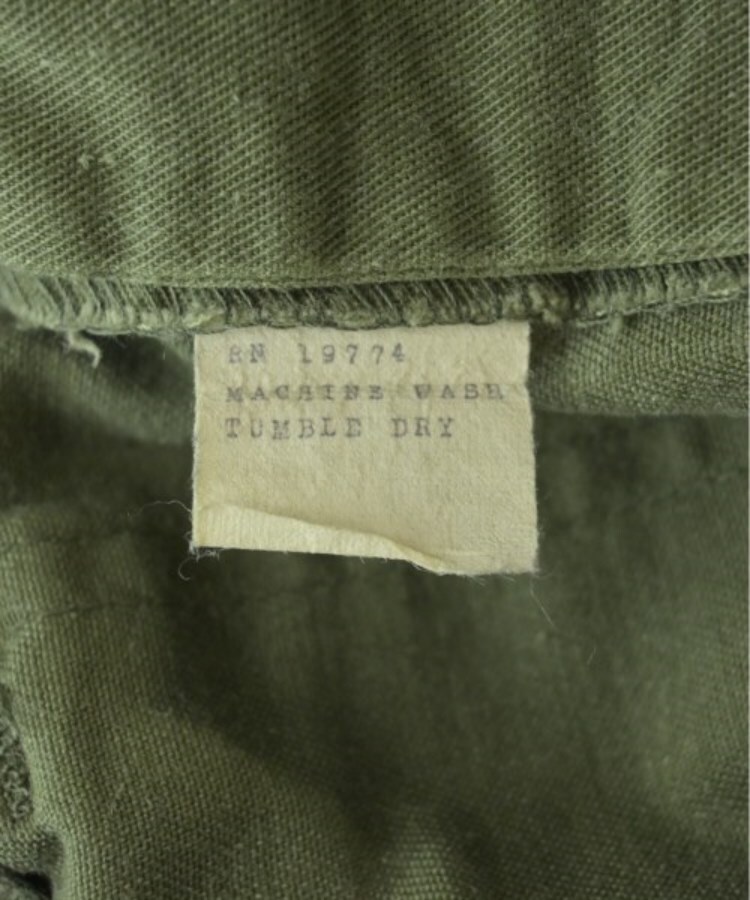 RN 19774
MACHINE WASH
TUMBLE DRY